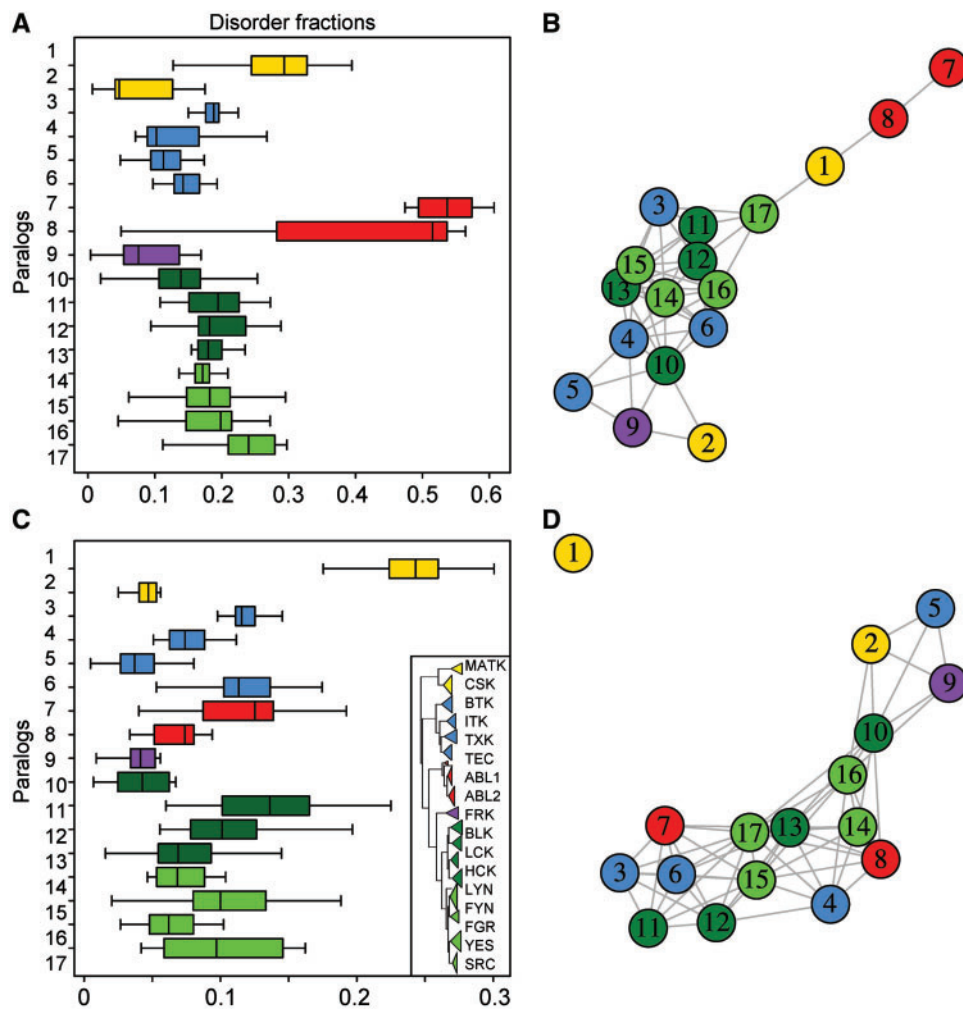 A
Disorder fractions
Paralogs
1
2
3
4
5
6
7
8
9
10
11
12
13
14
15
16
17
0 0.1 0.2 0.3 0.4 0.5 0.6
B
7
8
1
17
3
11
12
15
13
14
16
4
6
10
5
9
2
C
Paralogs
1
2
3
4
5
6
7
8
9
10
11
12
13
14
15
16
17
MATK
CSK
BTK
ITK
TXK
TEC
ABL1
ABL2
FRK
BLK
LCK
HCK
LYN
FYN
FGR
YES
SRC
0 0.1 0.2 0.3
D
1
5
2
9
10
16
7
17
13
14
8
3
6
15
4
11
12